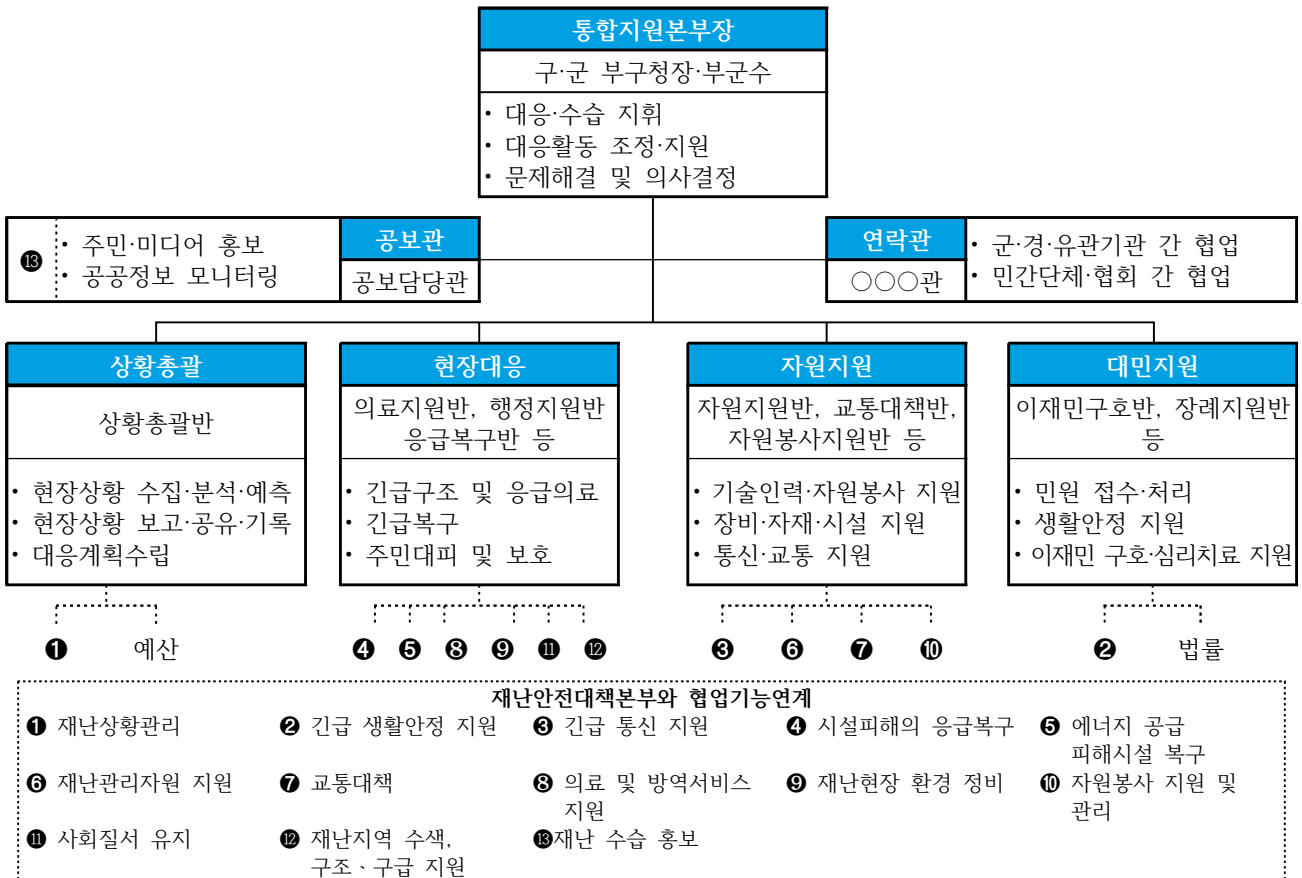 통합지원본부장
구·군 부구청장·부군수
• 대응·수습 지휘
• 대응활동 조정·지원
• 문제해결 및 의사결정
⓭
• 주민·미디어 홍보
• 공공정보 모니터링
공보관
공보담당관
연락관
○○○관
• 군·경·유관기관 간 협업
• 민간단체·협회 간 협업
상황총괄
상황총괄반
• 현장상황 수집·분석·예측
• 현장상황 보고·공유·기록
• 대응계획수립
❶ 예산
현장대응
의료지원반, 행정지원반
응급복구반 등
• 긴급구조 및 응급의료
• 긴급복구
• 주민대피 및 보호
❹ ❺ ❽ ❾ ⓫ ⓬
자원지원
자원지원반, 교통대책반,
자원봉사지원반 등
• 기술인력·자원봉사 지원
• 장비·자재·시설 지원
• 통신·교통 지원
❸ ❻ ❼ ❿
대민지원
이재민구호반, 장례지원반
등
• 민원 접수·처리
• 생활안정 지원
• 이재민 구호·심리치료 지원
❷ 법률
재난안전대책본부와 협업기능연계
❶ 재난상황관리
❷ 긴급 생활안정 지원
❸ 긴급 통신 지원
❹ 시설피해의 응급복구
❺ 에너지 공급
피해시설 복구
❻ 재난관리자원 지원
❼ 교통대책
❽ 의료 및 방역서비스
지원
❾ 재난현장 환경 정비
❿ 자원봉사 지원 및
관리
⓫ 사회질서 유지
⓬ 재난지역 수색,
구조、구급 지원
⓭재난 수습 홍보